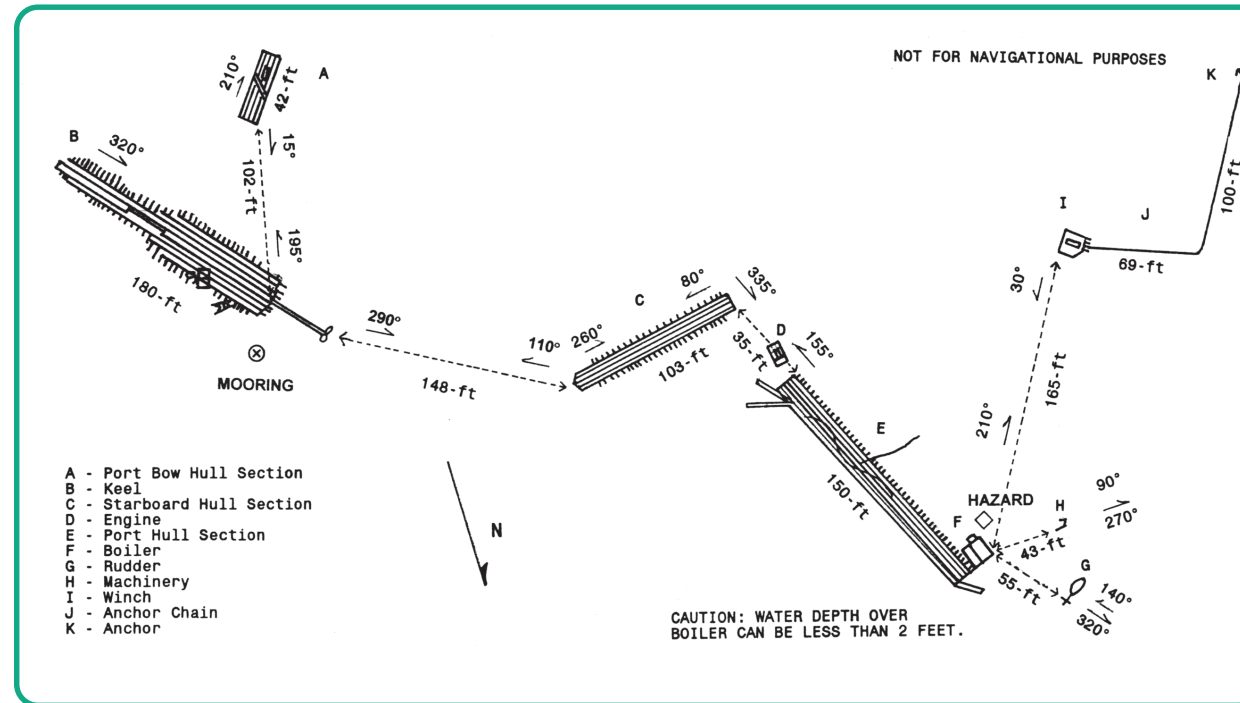 NOT FOR NAVIGATIONAL PURPOSES
A
210°
42-ft
15°
102-ft
195°
B
320°
180-ft
MOORING
290°
148-ft
110°
260°
C
80°
103-ft
335°
D
35-ft
155°
E
150-ft
HAZARD
F
G
H
90°
270°
43-ft
55-ft
140°
320°
I
30°
210°
165-ft
J
69-ft
K
100-ft
N
A - Port Bow Hull Section
B - Keel
C - Starboard Hull Section
D - Engine
E - Port Hull Section
F - Boiler
G - Rudder
H - Machinery
I - Winch
J - Anchor Chain
K - Anchor
CAUTION: WATER DEPTH OVER
BOILER CAN BE LESS THAN 2 FEET.